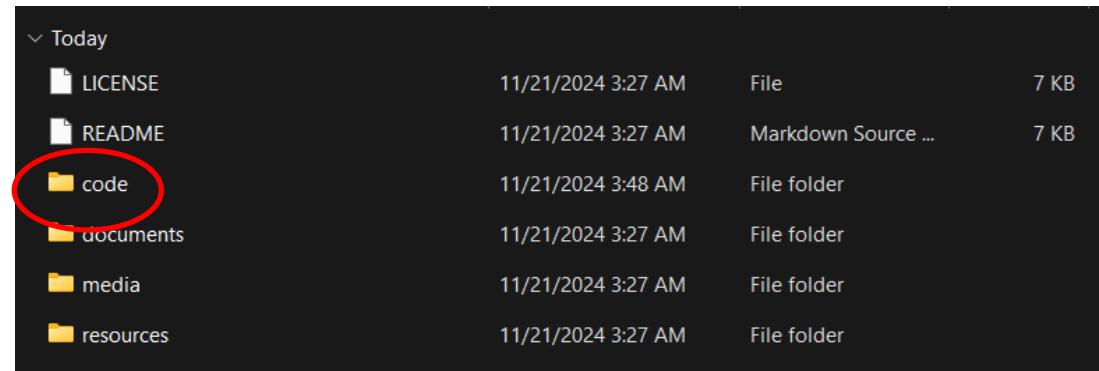 Today
LICENSE 11/21/2024 3:27 AM File 7 KB
README 11/21/2024 3:27 AM Markdown Source ... 7 KB
code 11/21/2024 3:48 AM File folder
documents 11/21/2024 3:27 AM File folder
media 11/21/2024 3:27 AM File folder
resources 11/21/2024 3:27 AM File folder